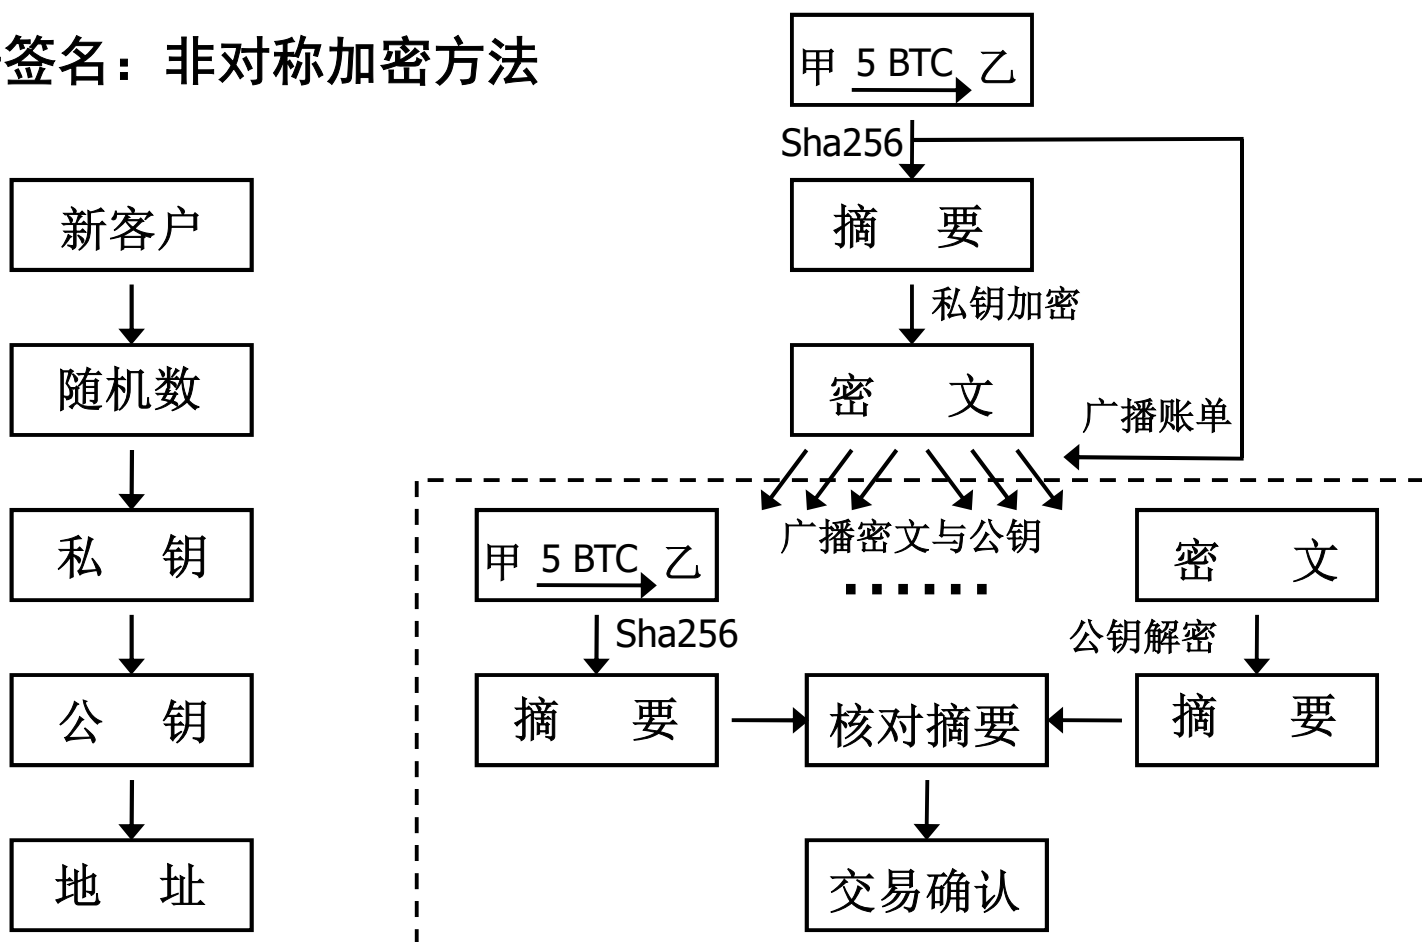 签名：非对称加密方法
新客户
随机数
私 钥
公 钥
地 址
甲 5 BTC 乙
Sha256
摘 要
私钥加密
密 文
广播账单
广播密文与公钥
......
甲 5 BTC 乙
Sha256
摘 要
密 文
公钥解密
摘 要
核对摘要
交易确认